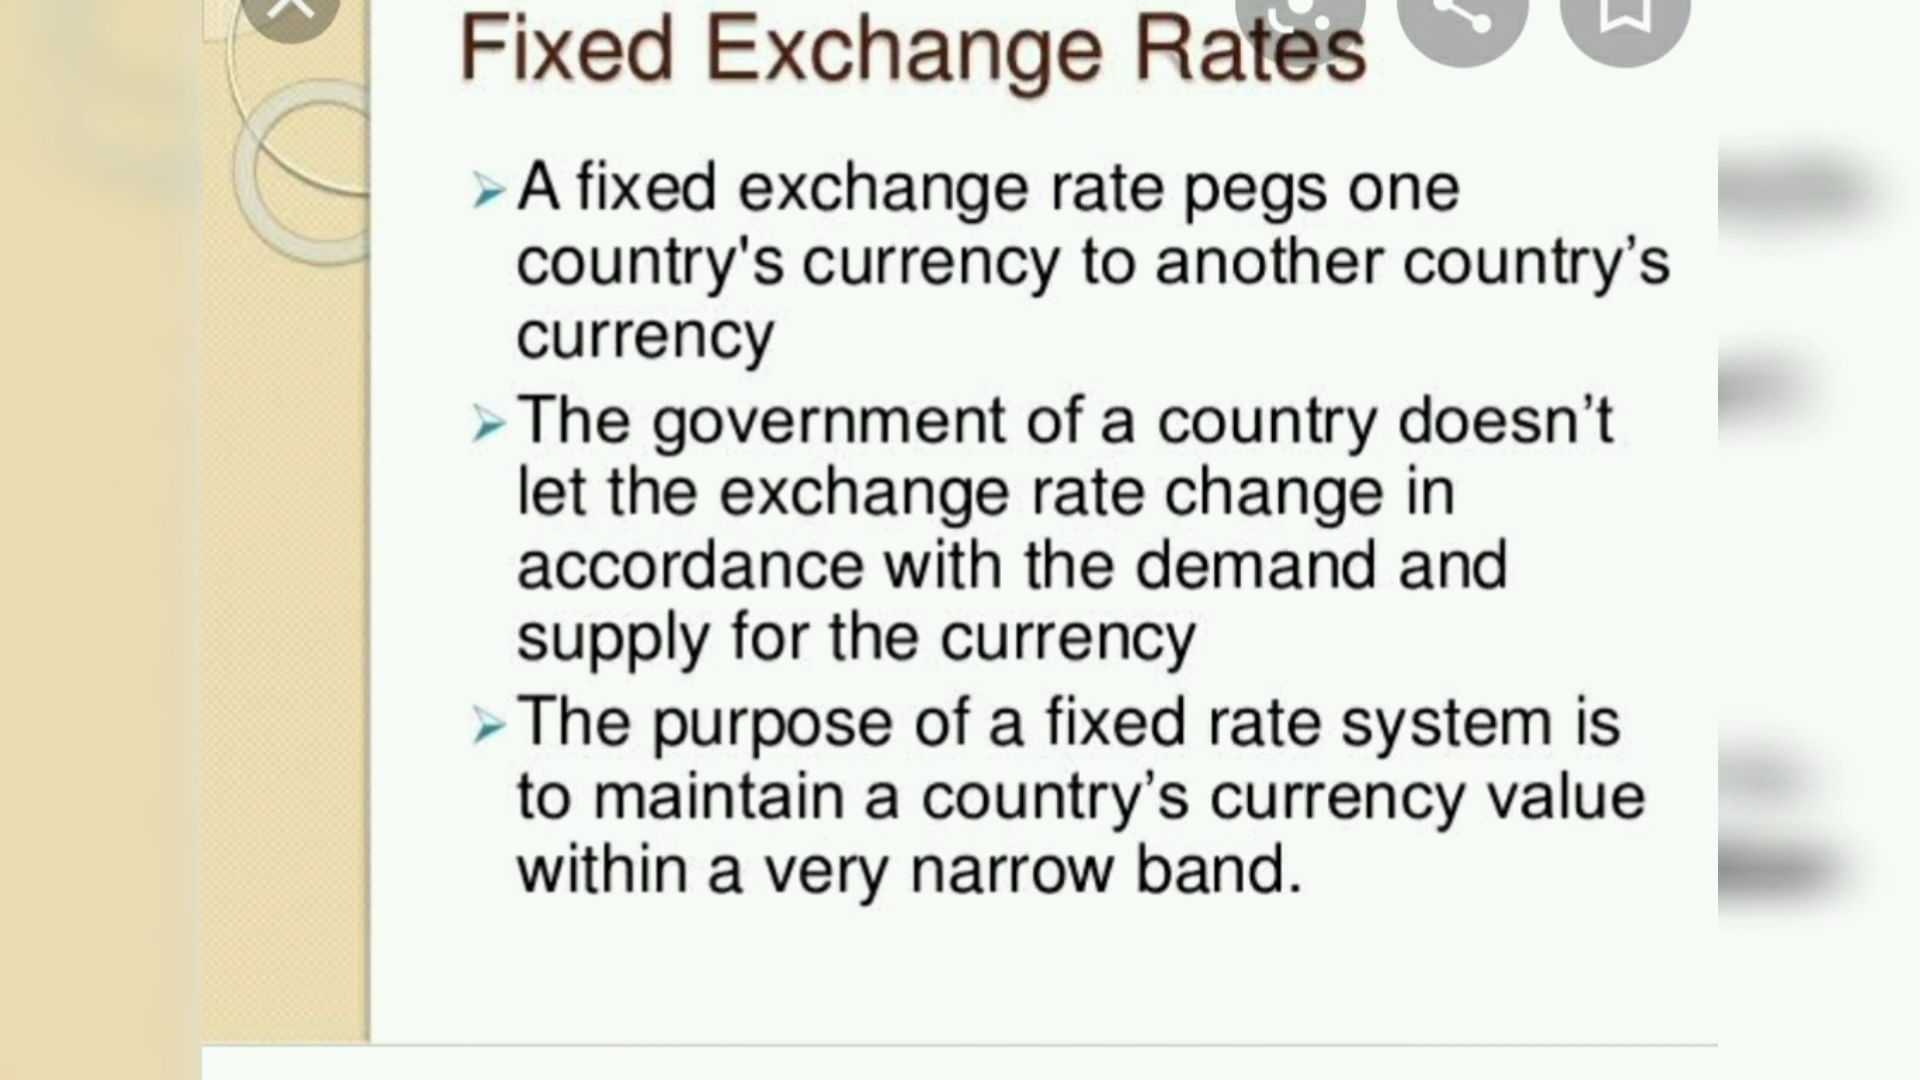 Fixed Exchange Rates
A fixed exchange rate pegs one
country's currency to another country’s
currency
The government of a country doesn’t
let the exchange rate change in
accordance with the demand and
supply for the currency
The purpose of a fixed rate system is
to maintain a country’s currency value
within a very narrow band.